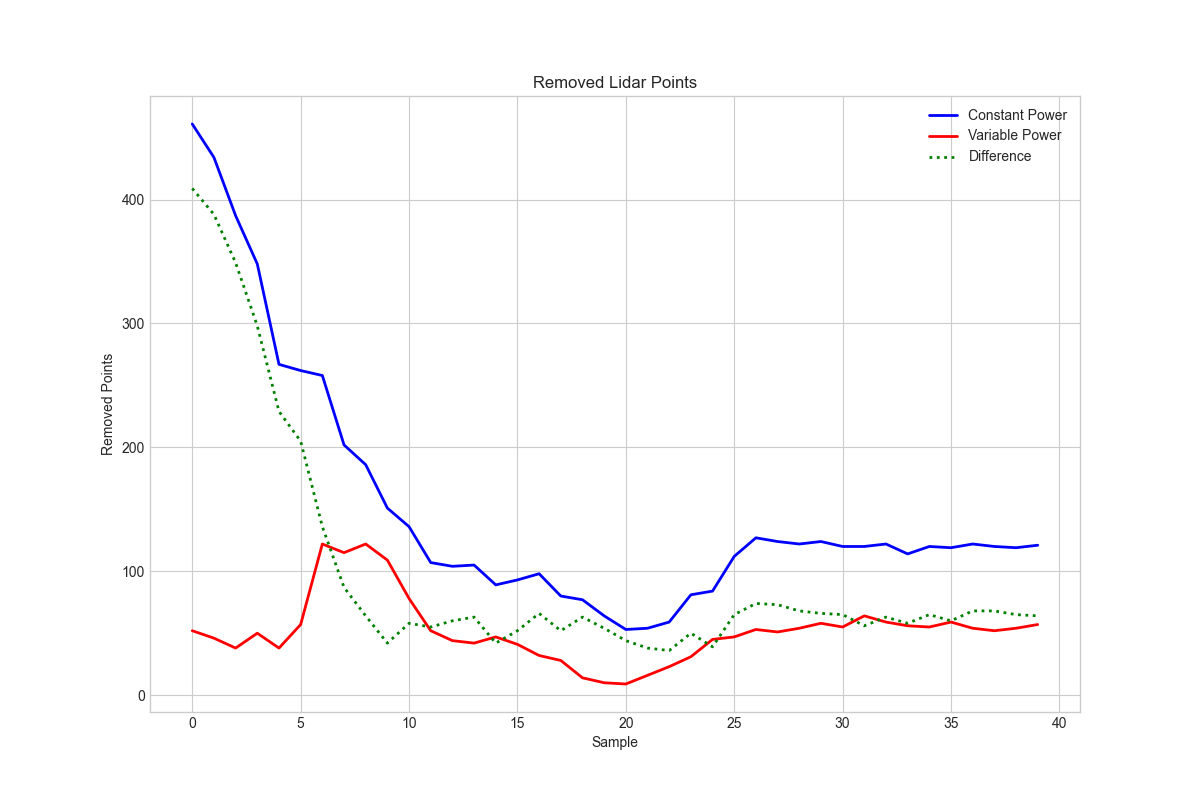 Removed Lidar Points
Constant Power
Variable Power
Difference
Removed Points
400
300
200
100
0
0 5 10 15 20 25 30 35 40
Sample